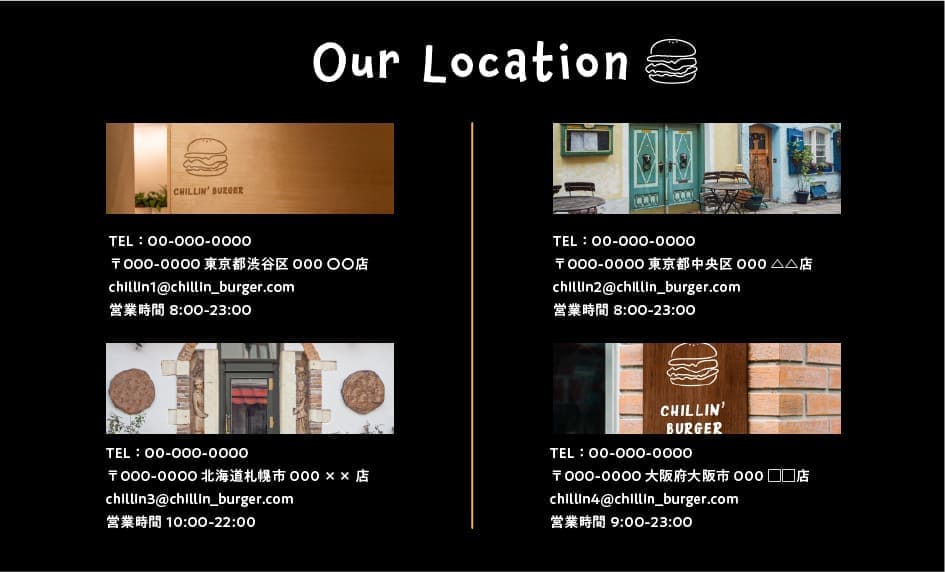 Our Location
CHILLIN' BURGER
TEL：00-000-0000
〒000-0000 東京都渋谷区 000 〇〇店
chillin1@chillin_burger.com
営業時間 8:00-23:00
TEL：00-000-0000
〒000-0000 東京都中央区 000 △△店
chillin2@chillin_burger.com
営業時間 8:00-23:00
TEL：00-000-0000
〒000-0000 北海道札幌市 000 ×× 店
chillin3@chillin_burger.com
営業時間 10:00-22:00
CHILLIN'
BURGER
TEL：00-000-0000
〒000-0000 大阪府大阪市 000 □□店
chillin4@chillin_burger.com
営業時間 9:00-23:00